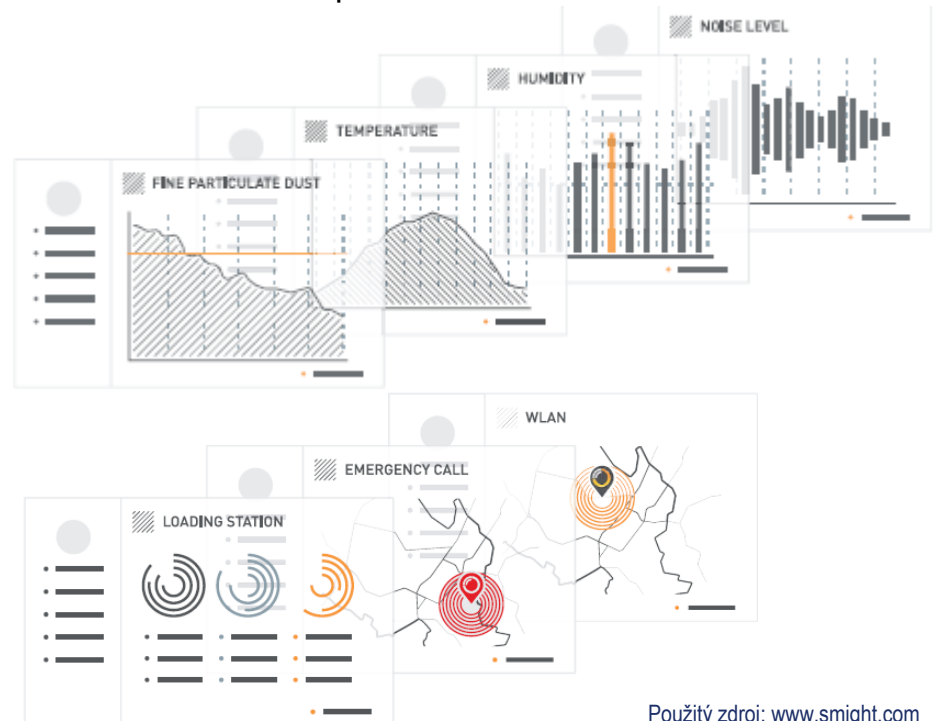 NOISE LEVEL
HUMIDITY
TEMPERATURE
FINE PARTICULATE DUST
WLAN
EMERGENCY CALL
LOADING STATION
Použitý zdroj: www.smight.com